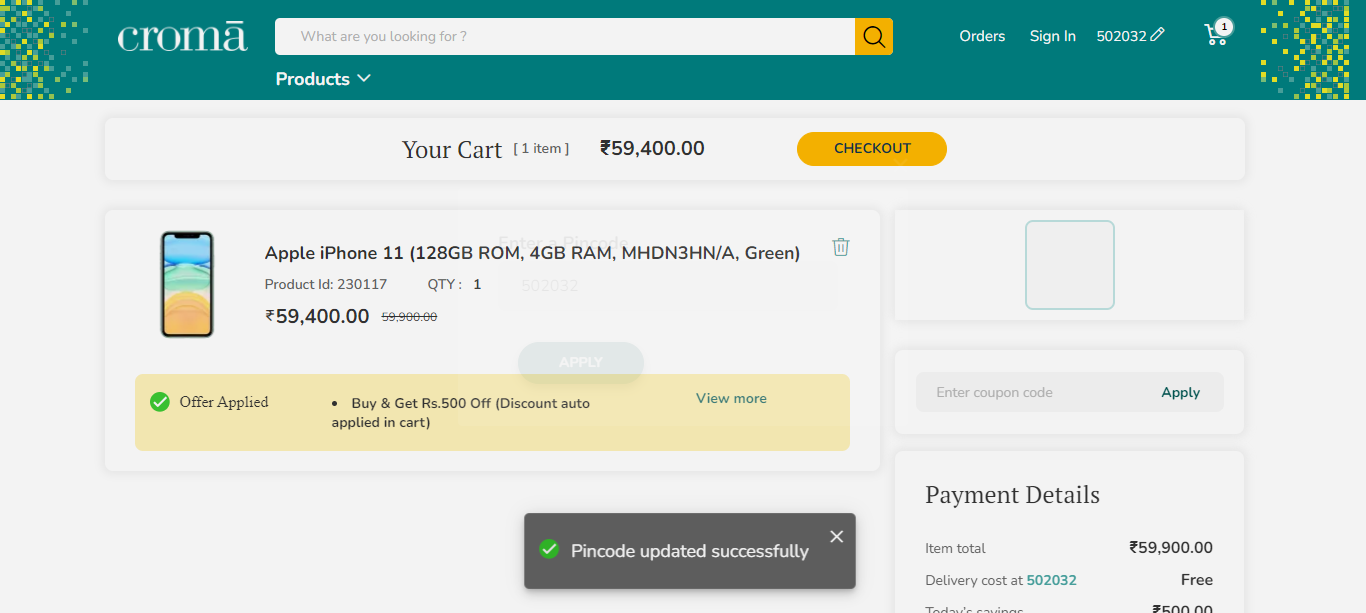 cromā
What are you looking for ?
Orders
Sign In
502032
1
Products
Your Cart [ 1 item ] ₹59,400.00
CHECKOUT
Enter a Pincode
Apple iPhone 11 (128GB ROM, 4GB RAM, MHDN3HN/A, Green)
Product Id: 230117 QTY : 1
502032
₹59,400.00 59,900.00
APPLY
Offer Applied
• Buy & Get Rs.500 Off (Discount auto
applied in cart)
View more
Enter coupon code
Apply
Payment Details
Item total ₹59,900.00
Delivery cost at 502032 Free
Today's savings ₹500.00
Pincode updated successfully